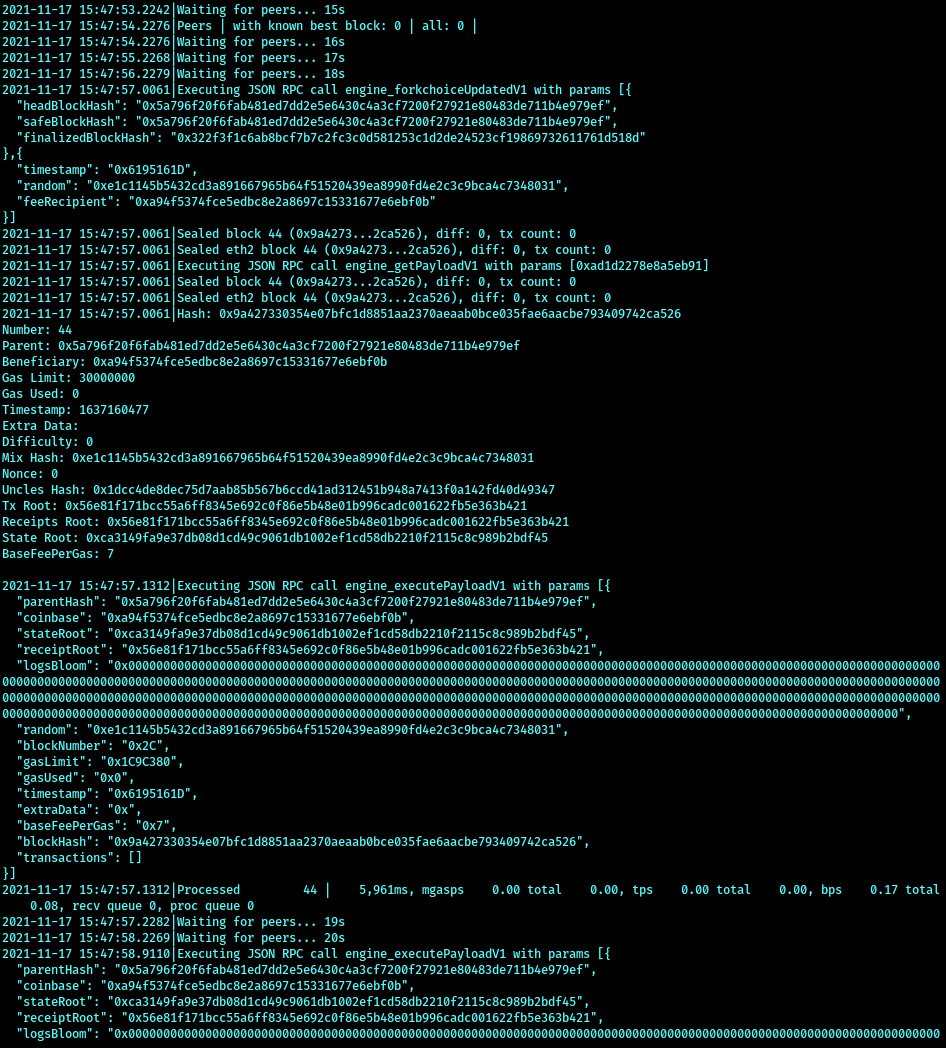 2021-11-17 15:47:53.2242|Waiting for peers... 15s
2021-11-17 15:47:54.2276|Peers | with known best block: 0 | all: 0 |
2021-11-17 15:47:54.2276|Waiting for peers... 16s
2021-11-17 15:47:55.2268|Waiting for peers... 17s
2021-11-17 15:47:56.2279|Waiting for peers... 18s
2021-11-17 15:47:57.0061|Executing JSON RPC call engine_forkchoiceUpdatedV1 with params [{
  "headBlockHash": "0x5a796f20f6fab481ed7dd2e5e6430c4a3cf7200f27921e80483de711b4e979ef",
  "safeBlockHash": "0x5a796f20f6fab481ed7dd2e5e6430c4a3cf7200f27921e80483de711b4e979ef",
  "finalizedBlockHash": "0x322f3f1c6ab8bcf7b7c2fc3c0d581253c1d2de24523cf19869732611761d518d"
},{
  "timestamp": "0x6195161D",
  "random": "0xe1c1145b5432cd3a891667965b64f51520439ea8990fd4e2c3c9bca4c7348031",
  "feeRecipient": "0xa94f5374fce5edbc8e2a8697c15331677e6ebf0b"
}]
2021-11-17 15:47:57.0061|Sealed block 44 (0x9a4273...2ca526), diff: 0, tx count: 0
2021-11-17 15:47:57.0061|Sealed eth2 block 44 (0x9a4273...2ca526), diff: 0, tx count: 0
2021-11-17 15:47:57.0061|Executing JSON RPC call engine_getPayloadV1 with params [0xad1d2278e8a5eb91]
2021-11-17 15:47:57.0061|Sealed block 44 (0x9a4273...2ca526), diff: 0, tx count: 0
2021-11-17 15:47:57.0061|Sealed eth2 block 44 (0x9a4273...2ca526), diff: 0, tx count: 0
2021-11-17 15:47:57.0061|Hash: 0x9a427330354e07bfc1d8851aa2370aeaab0bce035fae6aacbe793409742ca526
Number: 44
Parent: 0x5a796f20f6fab481ed7dd2e5e6430c4a3cf7200f27921e80483de711b4e979ef
Beneficiary: 0xa94f5374fce5edbc8e2a8697c15331677e6ebf0b
Gas Limit: 30000000
Gas Used: 0
Timestamp: 1637160477
Extra Data:
Difficulty: 0
Mix Hash: 0xe1c1145b5432cd3a891667965b64f51520439ea8990fd4e2c3c9bca4c7348031
Nonce: 0
Uncles Hash: 0x1dcc4de8dec75d7aab85b567b6ccd41ad312451b948a7413f0a142fd40d49347
Tx Root: 0x56e81f171bcc55a6ff8345e692c0f86e5b48e01b996cadc001622fb5e363b421
Receipts Root: 0x56e81f171bcc55a6ff8345e692c0f86e5b48e01b996cadc001622fb5e363b421
State Root: 0xca3149fa9e37db08d1cd49c9061db1002ef1cd58db2210f2115c8c989b2bdf45
BaseFeePerGas: 7
2021-11-17 15:47:57.1312|Executing JSON RPC call engine_executePayloadV1 with params [{
  "parentHash": "0x5a796f20f6fab481ed7dd2e5e6430c4a3cf7200f27921e80483de711b4e979ef",
  "coinbase": "0xa94f5374fce5edbc8e2a8697c15331677e6ebf0b",
  "stateRoot": "0xca3149fa9e37db08d1cd49c9061db1002ef1cd58db2210f2115c8c989b2bdf45",
  "receiptRoot": "0x56e81f171bcc55a6ff8345e692c0f86e5b48e01b996cadc001622fb5e363b421",
  "logsBloom": "0x00000000000000000000000000000000000000000000000000000000000000000000000000000000000000000000000000000000000000000000
00000000000000000000000000000000000000000000000000000000000000000000000000000000000000000000000000000000000000000000000000000000000000
00000000000000000000000000000000000000000000000000000000000000000000000000000000000000000000000000000000000000000000000000000000000000
00000000000000000000000000000000000000000000000000000000000000000000000000000000000000000000000000000000000000000000000000000000",
  "random": "0xe1c1145b5432cd3a891667965b64f51520439ea8990fd4e2c3c9bca4c7348031",
  "blockNumber": "0x2C",
  "gasLimit": "0x1C9C380",
  "gasUsed": "0x0",
  "timestamp": "0x6195161D",
  "extraData": "0x",
  "baseFeePerGas": "0x7",
  "blockHash": "0x9a427330354e07bfc1d8851aa2370aeaab0bce035fae6aacbe793409742ca526",
  "transactions": []
}]
2021-11-17 15:47:57.1312|Processed         44 |    5,961ms, mgasps    0.00 total    0.00, tps    0.00 total    0.00, bps    0.17 total
    0.08, recv queue 0, proc queue 0
2021-11-17 15:47:57.2282|Waiting for peers... 19s
2021-11-17 15:47:58.2269|Waiting for peers... 20s
2021-11-17 15:47:58.9110|Executing JSON RPC call engine_executePayloadV1 with params [{
  "parentHash": "0x5a796f20f6fab481ed7dd2e5e6430c4a3cf7200f27921e80483de711b4e979ef",
  "coinbase": "0xa94f5374fce5edbc8e2a8697c15331677e6ebf0b",
  "stateRoot": "0xca3149fa9e37db08d1cd49c9061db1002ef1cd58db2210f2115c8c989b2bdf45",
  "receiptRoot": "0x56e81f171bcc55a6ff8345e692c0f86e5b48e01b996cadc001622fb5e363b421",
  "logsBloom": "0x00000000000000000000000000000000000000000000000000000000000000000000000000000000000000000000000000000000000000000000